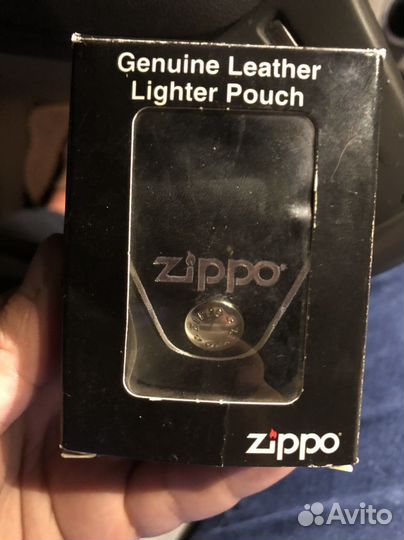 Genuine Leather
Lighter Pouch
zippo®
zippo®
Avito